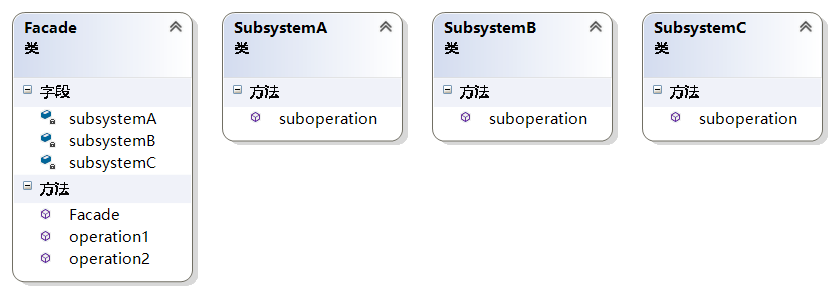 Facade
类
字段
subsystemA
subsystemB
subsystemC
方法
Facade
operation1
operation2
SubsystemA
类
方法
suboperation
SubsystemB
类
方法
suboperation
SubsystemC
类
方法
suboperation